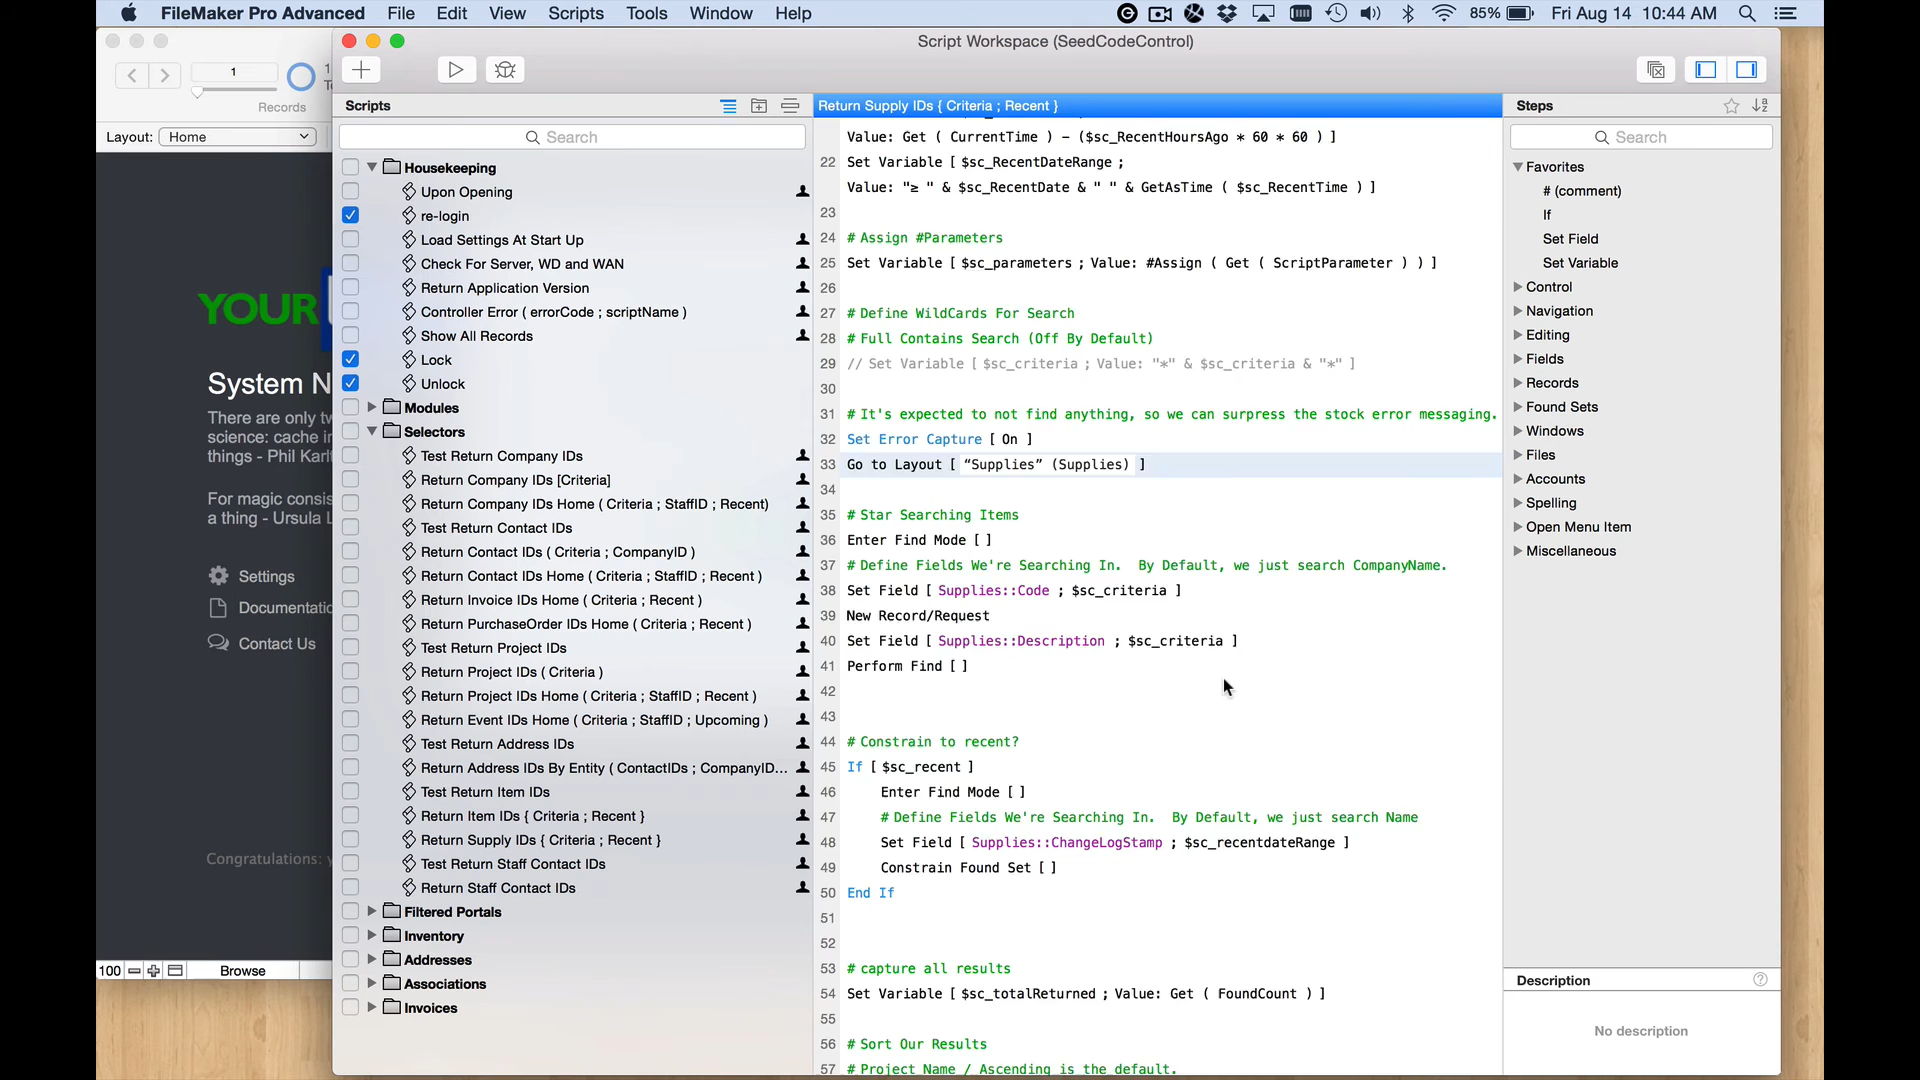 FileMaker Pro Advanced File Edit View Scripts Tools Window Help 85% Fri Aug 14 10:44 AM
Script Workspace (SeedCodeControl)
1
Records
Layout: Home
YOUR
System N
There are only tw
science: cache in
things - Phil Karl
For magic consis
a thing - Ursula L
Settings
Documentatio
Contact Us
Congratulations: y
100 Browse
Scripts
Search
Housekeeping
Upon Opening
re-login
Load Settings At Start Up
Check For Server, WD and WAN
Return Application Version
Controller Error ( errorCode ; scriptName )
Show All Records
Lock
Unlock
Modules
Selectors
Test Return Company IDs
Return Company IDs [Criteria]
Return Company IDs Home ( Criteria ; StaffID ; Recent)
Test Return Contact IDs
Return Contact IDs ( Criteria ; CompanyID )
Return Contact IDs Home ( Criteria ; StaffID ; Recent )
Return Invoice IDs Home ( Criteria ; Recent )
Return PurchaseOrder IDs Home ( Criteria ; Recent )
Test Return Project IDs
Return Project IDs ( Criteria )
Return Project IDs Home ( Criteria ; StaffID ; Recent )
Return Event IDs Home ( Criteria ; StaffID ; Upcoming )
Test Return Address IDs
Return Address IDs By Entity ( ContactIDs ; CompanyID...
Test Return Item IDs
Return Item IDs { Criteria ; Recent }
Return Supply IDs { Criteria ; Recent }
Test Return Staff Contact IDs
Return Staff Contact IDs
Filtered Portals
Inventory
Addresses
Associations
Invoices
Return Supply IDs { Criteria ; Recent }
Value: Get ( CurrentTime ) - ($sc_RecentHoursAgo * 60 * 60 ) ]
22 Set Variable [ $sc_RecentDateRange ;
Value: "≥ " & $sc_RecentDate & " " & GetAsTime ( $sc_RecentTime ) ]
23
24 # Assign #Parameters
25 Set Variable [ $sc_parameters ; Value: #Assign ( Get ( ScriptParameter ) ) ]
26
27 # Define WildCards For Search
28 # Full Contains Search (Off By Default)
29 // Set Variable [ $sc_criteria ; Value: "*" & $sc_criteria & "*" ]
30
31 # It's expected to not find anything, so we can surpress the stock error messaging.
32 Set Error Capture [ On ]
33 Go to Layout [ “Supplies” (Supplies) ]
34
35 # Star Searching Items
36 Enter Find Mode [ ]
37 # Define Fields We're Searching In. By Default, we just search CompanyName.
38 Set Field [ Supplies::Code ; $sc_criteria ]
39 New Record/Request
40 Set Field [ Supplies::Description ; $sc_criteria ]
41 Perform Find [ ]
42
43
44 # Constrain to recent?
45 If [ $sc_recent ]
46 Enter Find Mode [ ]
47 # Define Fields We're Searching In. By Default, we just search Name
48 Set Field [ Supplies::ChangeLogStamp ; $sc_recentdateRange ]
49 Constrain Found Set [ ]
50 End If
51
52
53 # capture all results
54 Set Variable [ $sc_totalReturned ; Value: Get ( FoundCount ) ]
55
56 # Sort Our Results
57 # Project Name / Ascending is the default.
Steps
Search
Favorites
# (comment)
If
Set Field
Set Variable
Control
Navigation
Editing
Fields
Records
Found Sets
Windows
Files
Accounts
Spelling
Open Menu Item
Miscellaneous
Description ?
No description